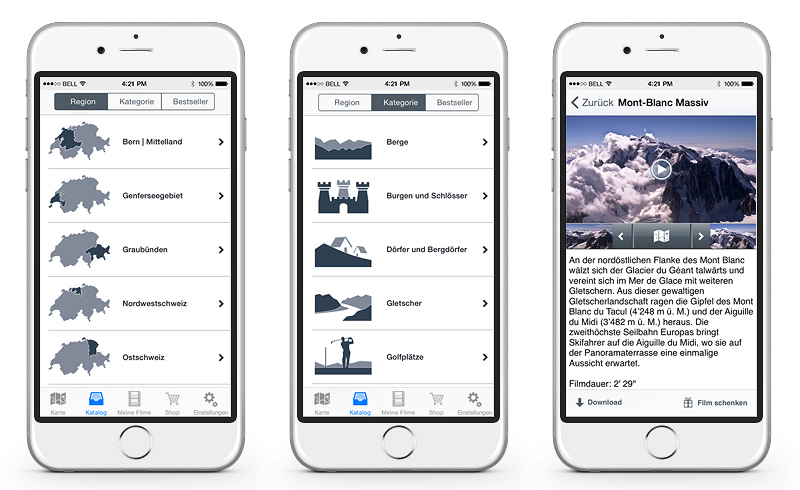 BELL 4:21 PM 100%
Region Kategorie Bestseller
Bern | Mittelland
Genferseegebiet
Graubünden
Nordwestschweiz
Ostschweiz
Karte Katalog Meine Filme Shop Einstellungen
BELL 4:21 PM 100%
Region Kategorie Bestseller
Berge
Burgen und Schlösser
Dörfer und Bergdörfer
Gletscher
Golfplätze
Karte Katalog Meine Filme Shop Einstellungen
BELL 4:21 PM 100%
Zurück Mont-Blanc Massiv
An der nordöstlichen Flanke des Mont Blanc
wälzt sich der Glacier du Géant talwärts und
vereint sich im Mer de Glace mit weiteren
Gletschern. Aus dieser gewaltigen
Gletscherlandschaft ragen die Gipfel des Mont
Blanc du Tacul (4’248 m ü. M.) und der Aiguille
du Midi (3’482 m ü. M.) heraus. Die
zweithöchste Seilbahn Europas bringt
Skifahrer auf die Aiguille du Midi, wo sie auf
der Panoramaterrasse eine einmalige
Aussicht erwartet.
Filmdauer: 2' 29"
Download Film schenken